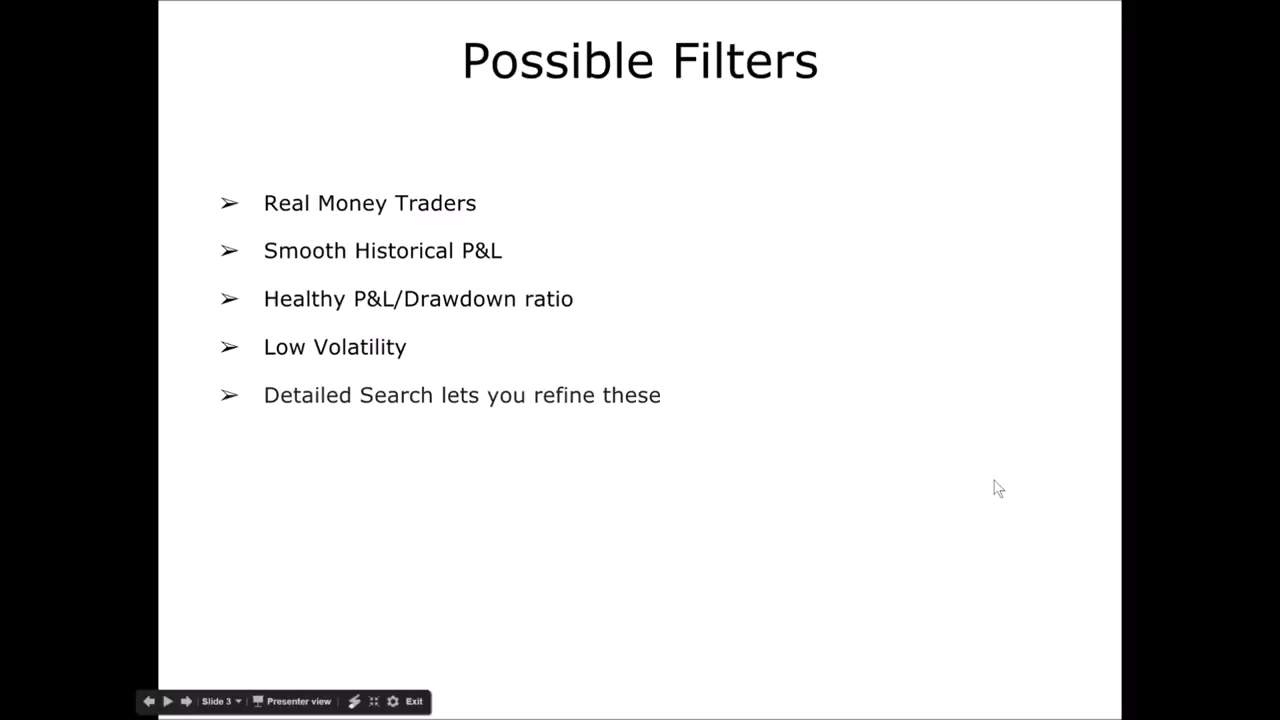 Possible Filters
➢ Real Money Traders
➢ Smooth Historical P&L
➢ Healthy P&L/Drawdown ratio
➢ Low Volatility
➢ Detailed Search lets you refine these
Slide 3 Presenter view Exit